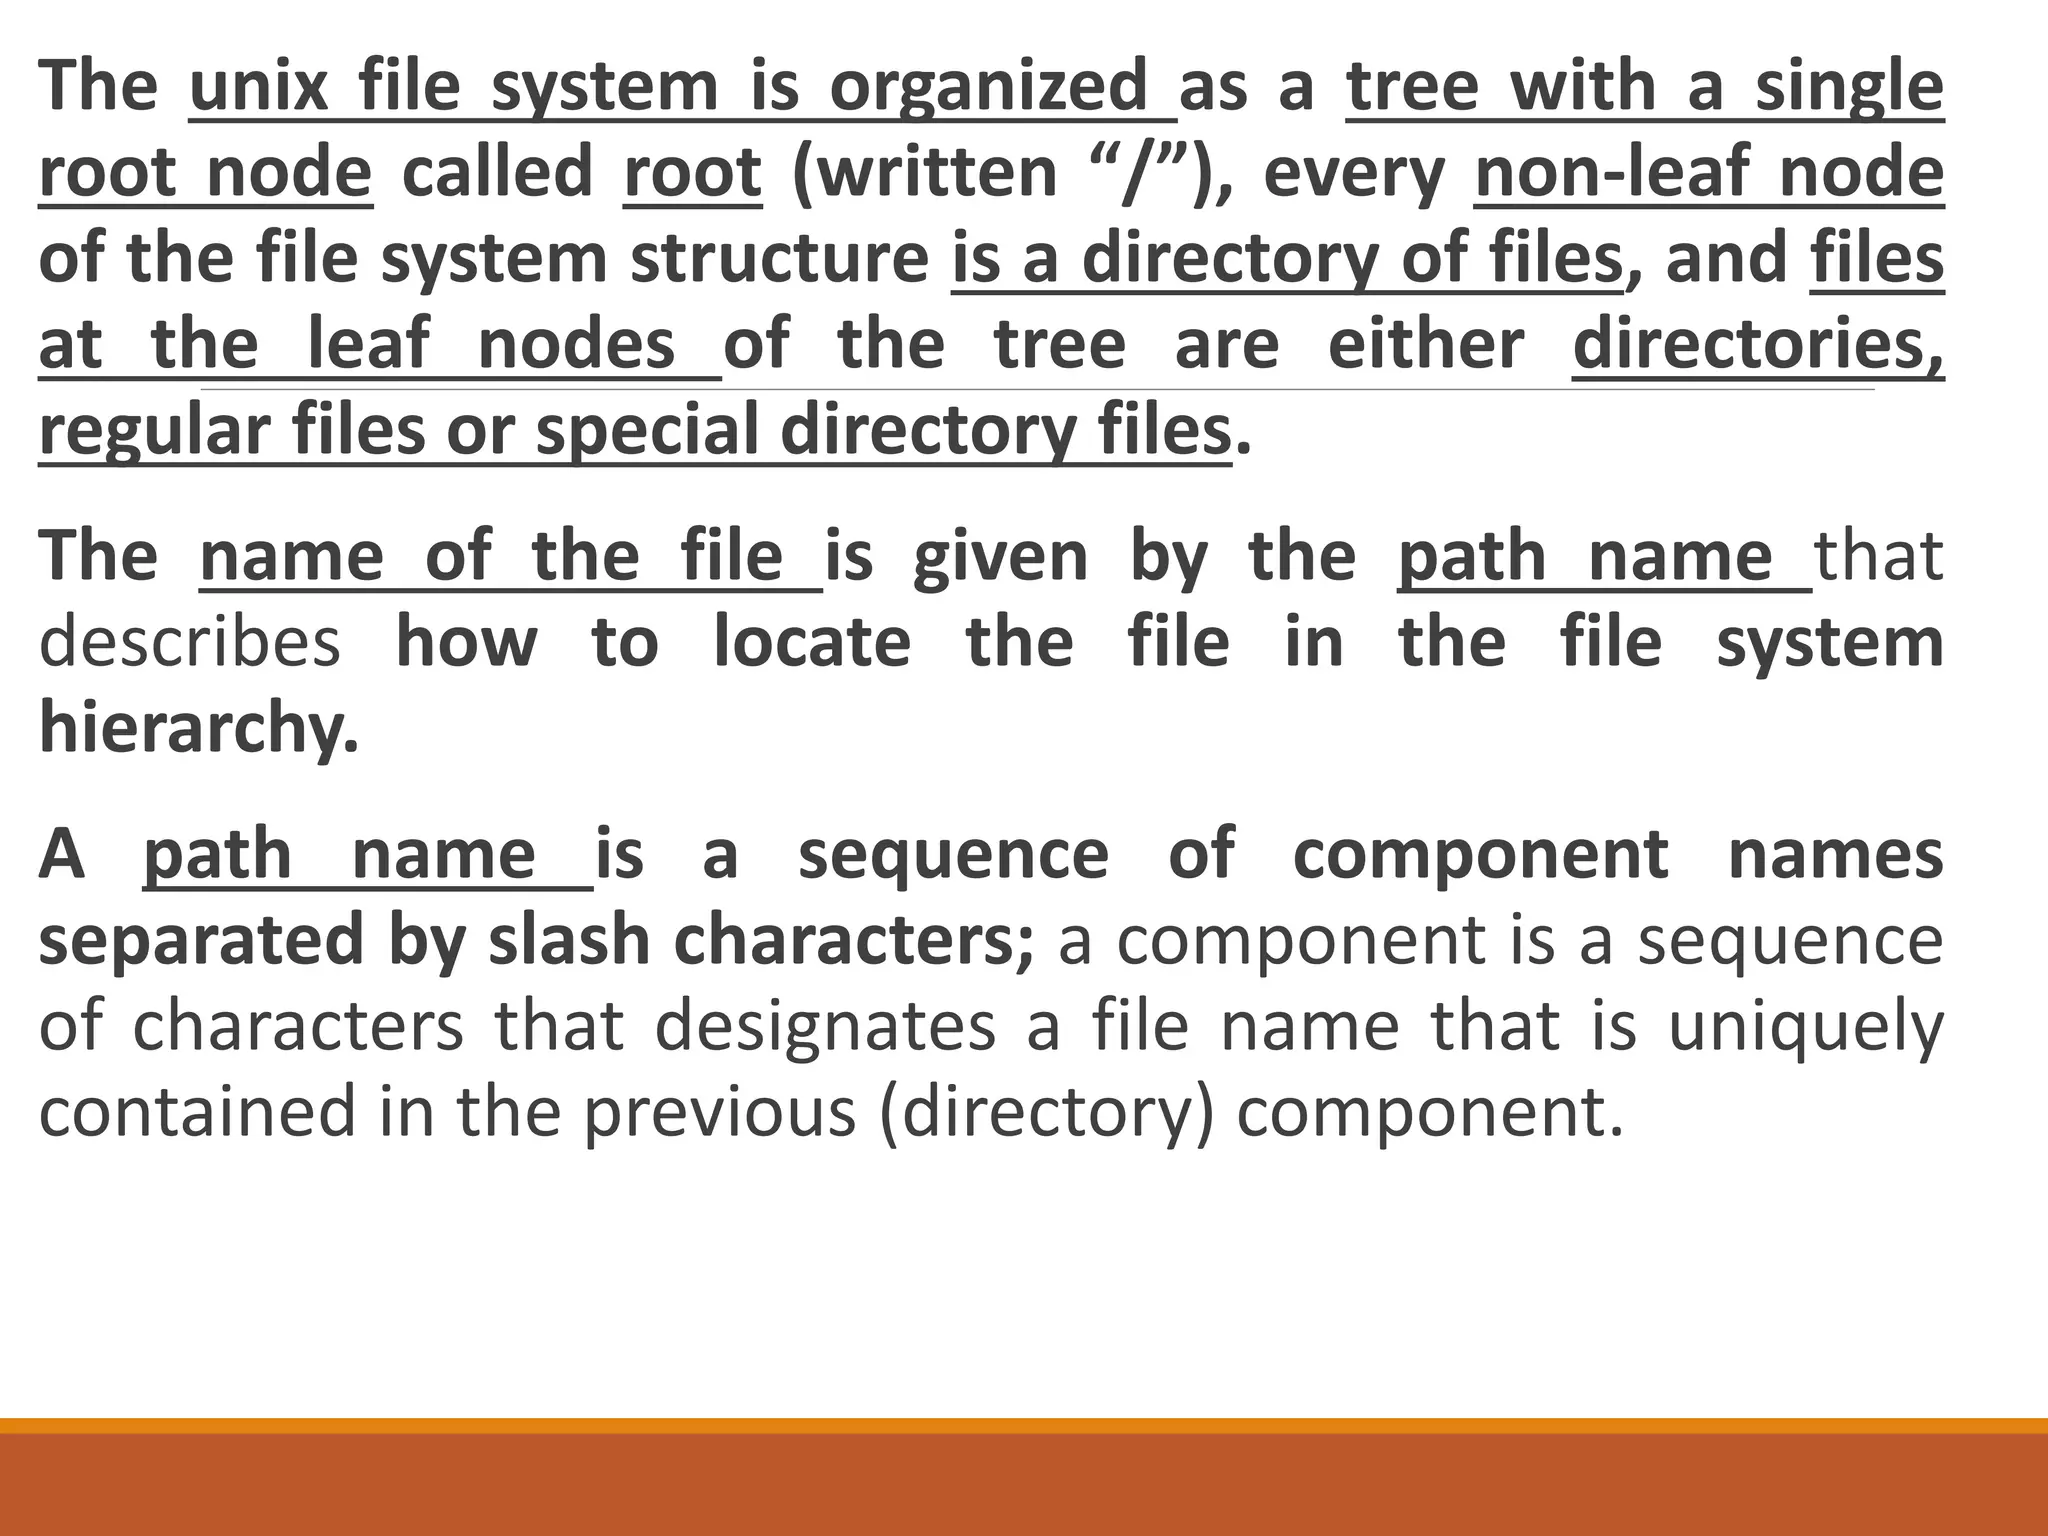 The unix file system is organized as a tree with a single
root node called root (written “/”), every non-leaf node
of the file system structure is a directory of files, and files
at the leaf nodes of the tree are either directories,
regular files or special directory files.
The name of the file is given by the path name that
describes how to locate the file in the file system
hierarchy.
A path name is a sequence of component names
separated by slash characters; a component is a sequence
of characters that designates a file name that is uniquely
contained in the previous (directory) component.